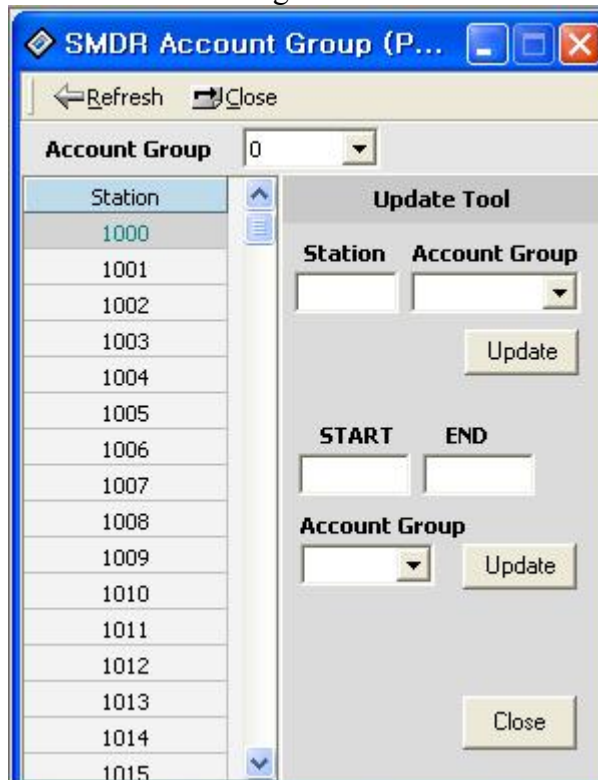 SMDR Account Group (P...
Refresh Close
Account Group 0
Station
1000
1001
1002
1003
1004
1005
1006
1007
1008
1009
1010
1011
1012
1013
1014
1015
Update Tool
Station Account Group
Update
START END
Account Group
Update
Close